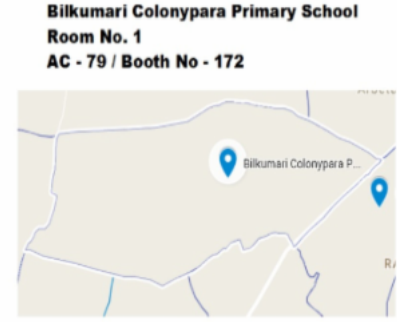 Bilkumari Colonypara Primary School
Room No. 1
AC - 79 / Booth No - 172
Bilkumari Colonypara P...